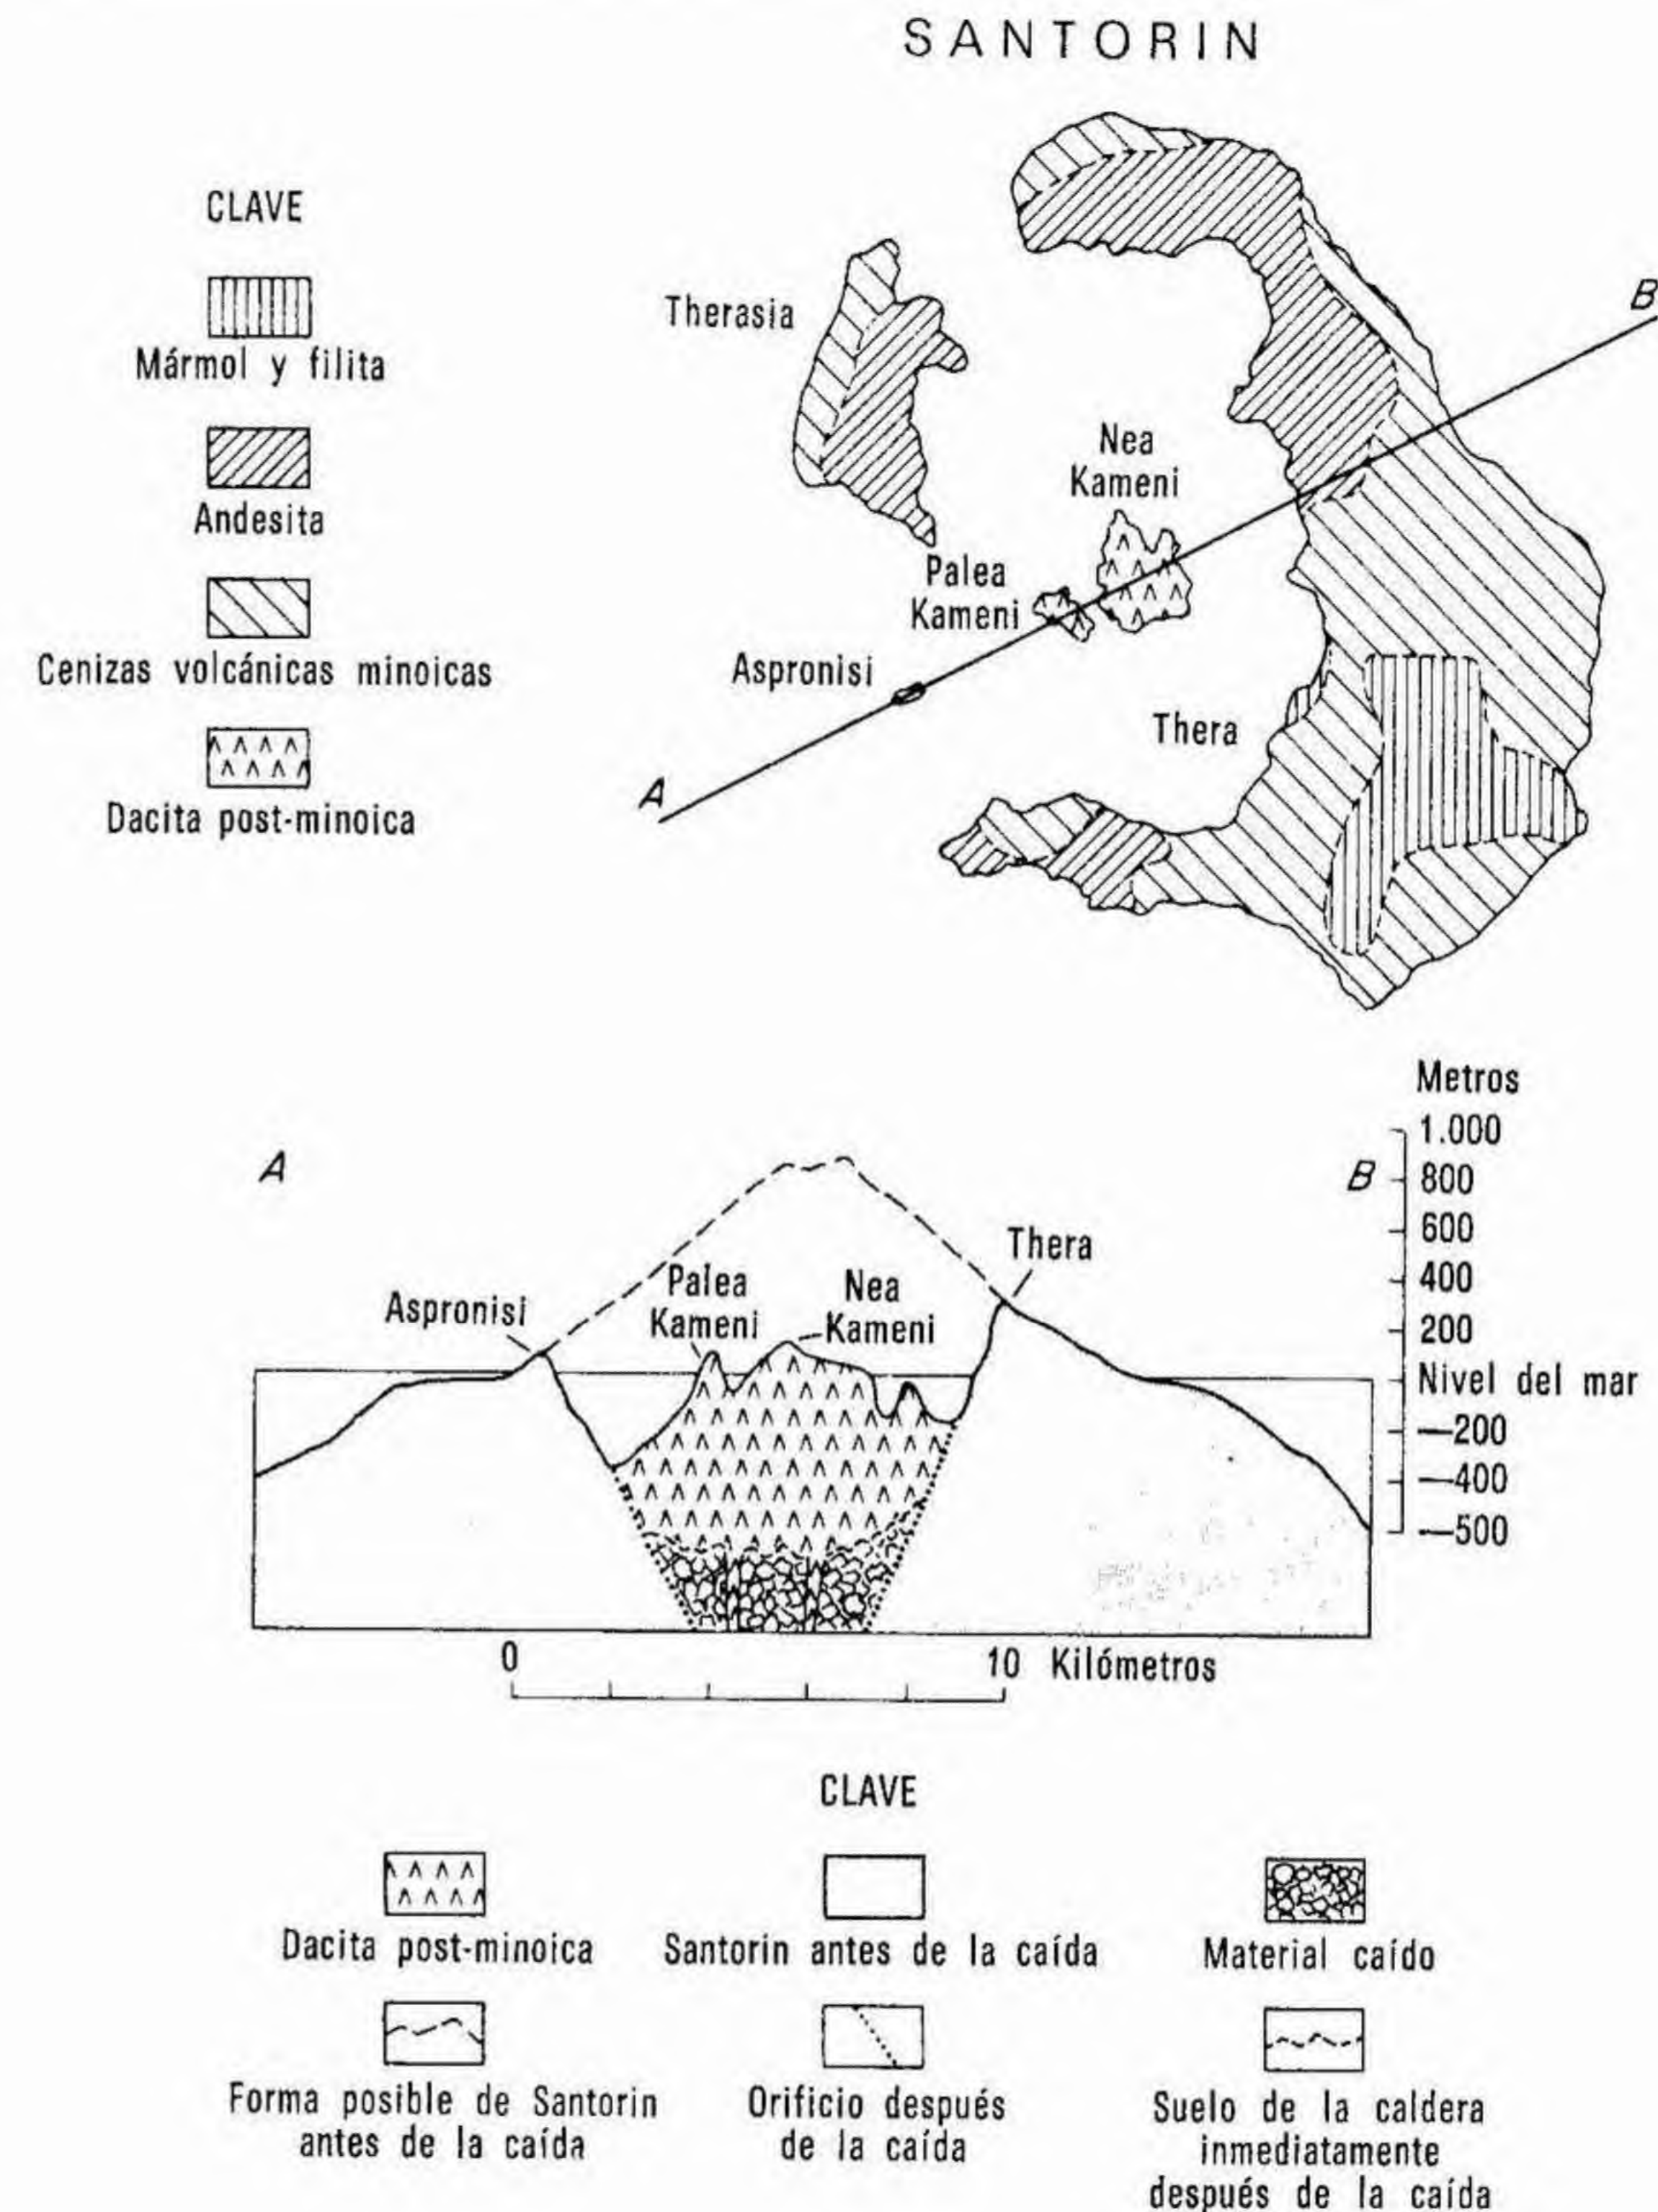 SANTORIN
CLAVE
Mármol y filita
Andesita
Cenizas volcánicas minoicas
Dacita post-minoica
Therasia
Nea
Kameni
Palea
Kameni
Aspronisi
Thera
A
B
Metros
1.000
800
600
400
200
Nivel del mar
—200
—400
—500
A
B
Aspronisi
Palea
Kameni
Nea
Kameni
Thera
0
10 Kilómetros
CLAVE
Dacita post-minoica
Santorin antes de la caída
Material caído
Forma posible de Santorin
antes de la caída
Orificio después
de la caída
Suelo de la caldera
inmediatamente
después de la caída